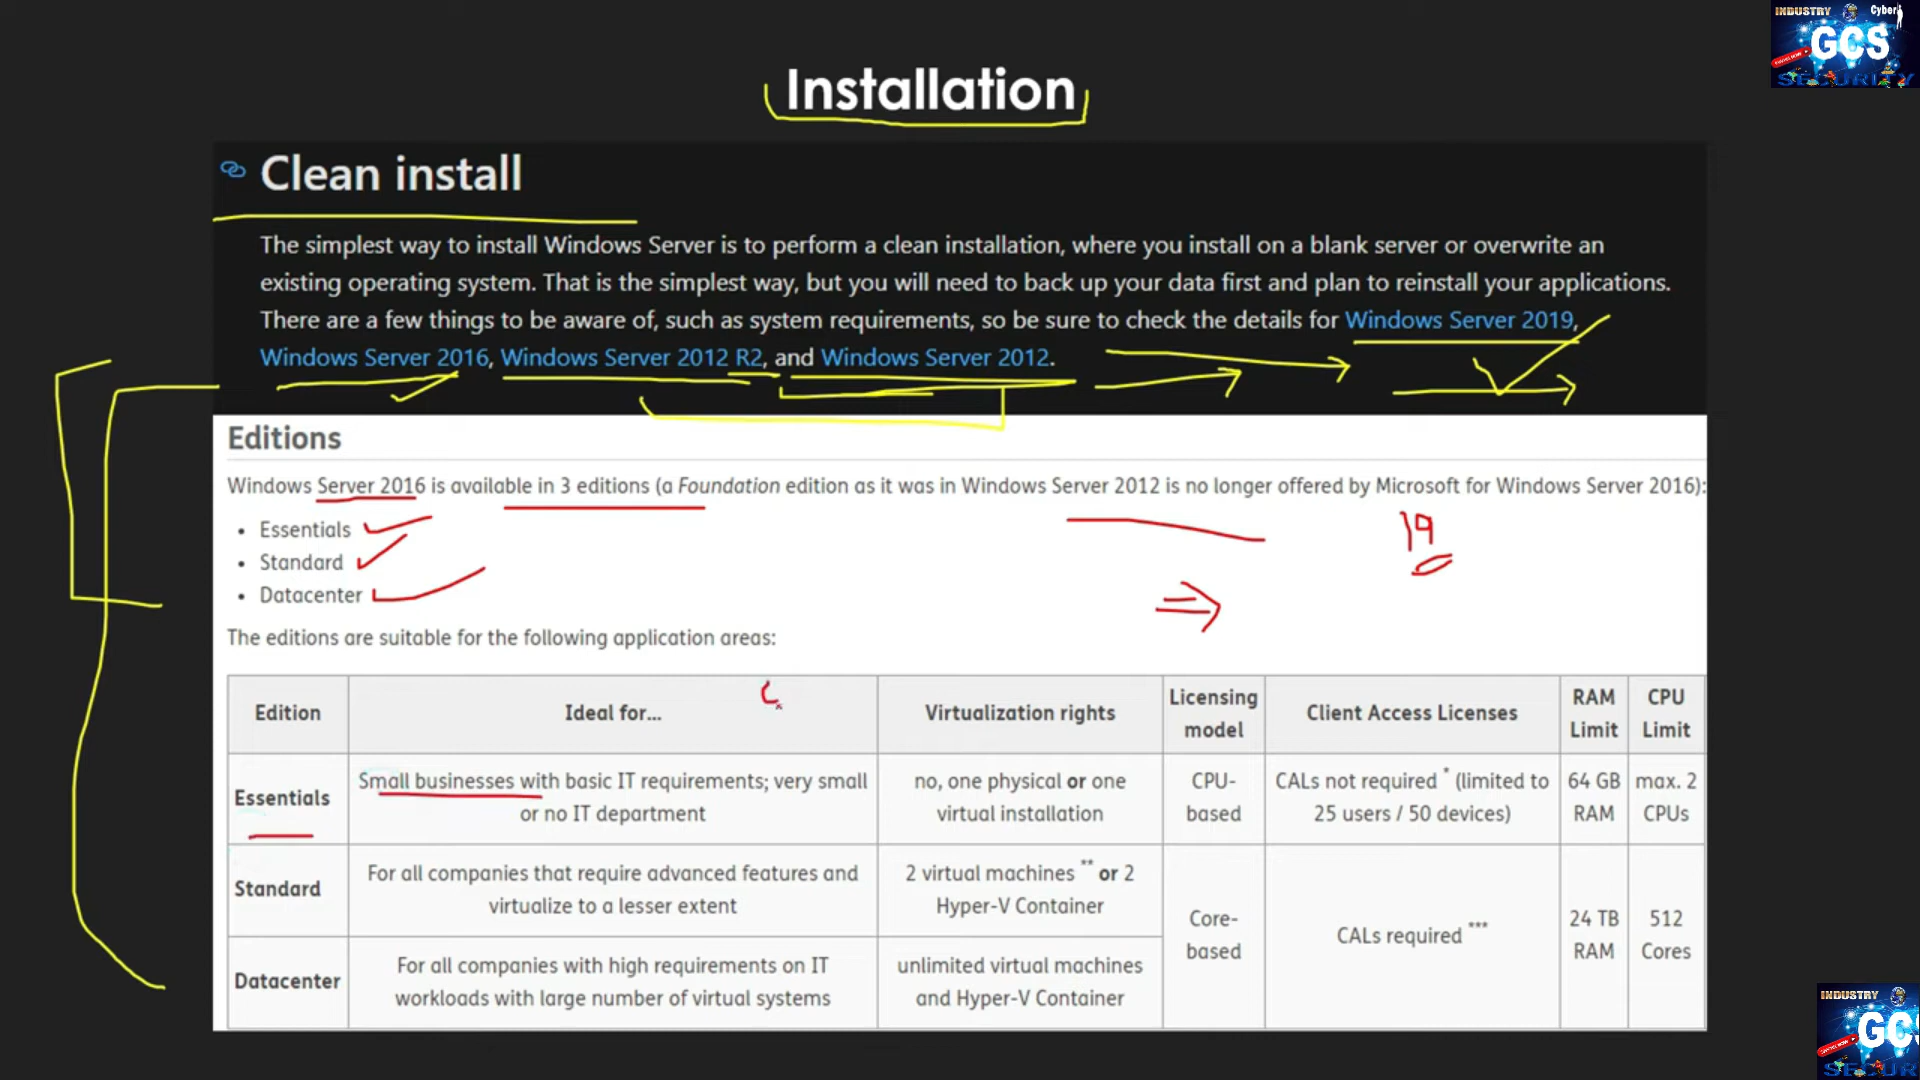 INDUSTRY Cyber
GCS
SECURITY
Installation
Clean install
The simplest way to install Windows Server is to perform a clean installation, where you install on a blank server or overwrite an
existing operating system. That is the simplest way, but you will need to back up your data first and plan to reinstall your applications.
There are a few things to be aware of, such as system requirements, so be sure to check the details for Windows Server 2019,
Windows Server 2016, Windows Server 2012 R2, and Windows Server 2012.
Editions
Windows Server 2016 is available in 3 editions (a Foundation edition as it was in Windows Server 2012 is no longer offered by Microsoft for Windows Server 2016):
• Essentials
• Standard
• Datacenter
19
The editions are suitable for the following application areas:
Edition Ideal for... Virtualization rights Licensing model Client Access Licenses RAM Limit CPU Limit
Essentials Small businesses with basic IT requirements; very small or no IT department no, one physical or one virtual installation CPU-based CALs not required * (limited to 25 users / 50 devices) 64 GB RAM max. 2 CPUs
Standard For all companies that require advanced features and virtualize to a lesser extent 2 virtual machines ** or 2 Hyper-V Container Core-based CALs required *** 24 TB RAM 512 Cores
Datacenter For all companies with high requirements on IT workloads with large number of virtual systems unlimited virtual machines and Hyper-V Container
INDUSTRY
GCS
SECUR